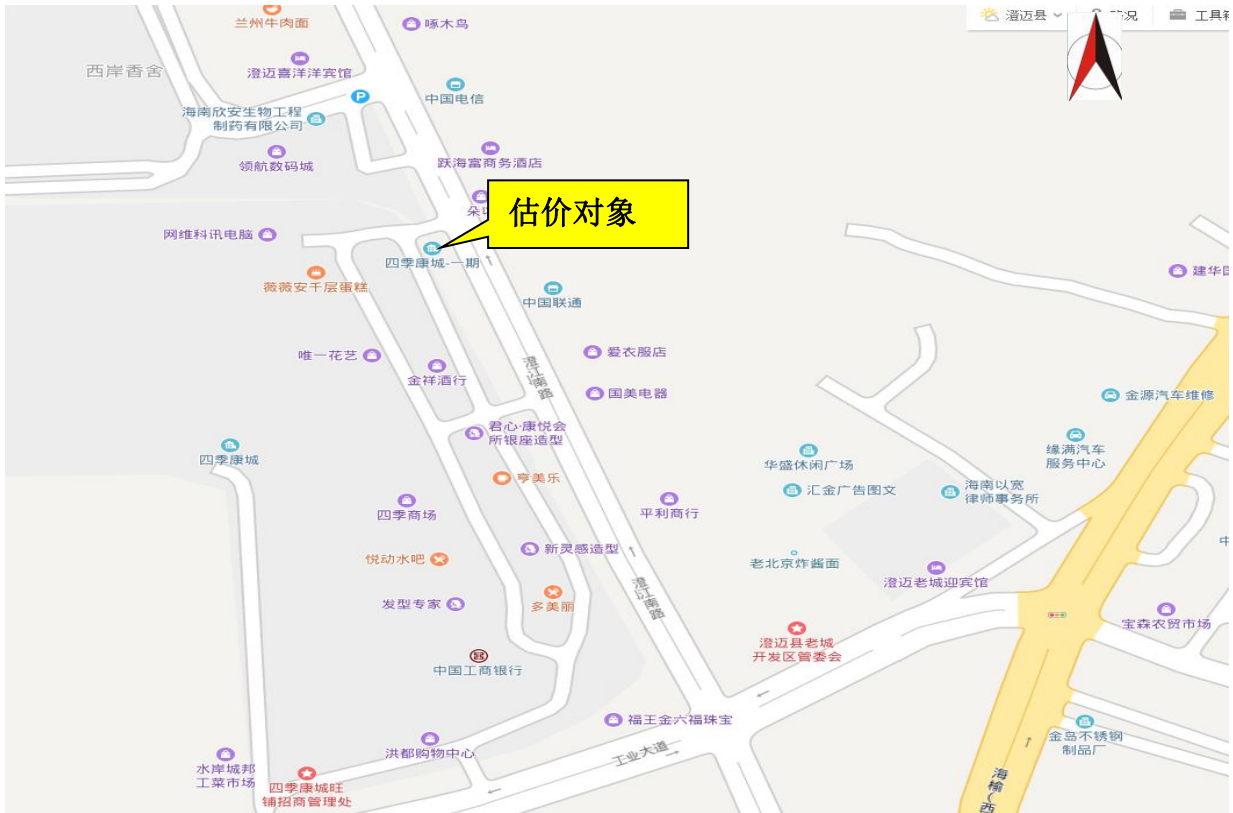 兰州牛肉面
啄木鸟
澄迈县
况
工具箱
西岸香舍
澄迈喜洋洋宾馆
P
中国电信
海南欣安生物工程
制药有限公司
领航数码城
跃海富商务酒店
朵
估价对象
网维科讯电脑
四季康城-一期
薇薇安千层蛋糕
中国联通
建华
唯一花艺
金祥酒行
澄江南路
爱衣服店
国美电器
金源汽车维修
君心·康悦会
所银座造型
四季康城
亨美乐
华盛休闲广场
缘满汽车
服务中心
汇金广告图文
海南以宽
律师事务所
四季商场
平利商行
悦动水吧
新灵感造型
老北京炸酱面
中
澄迈老城迎宾馆
发型专家
多美丽
澄江南路
宝森农贸市场
澄迈县老城
开发区管委会
中国工商银行
福王金六福珠宝
金岛不锈钢
制品厂
洪都购物中心
工业大道
水岸城邦
工菜市场
四季康城旺
铺招商管理处
海榆(西